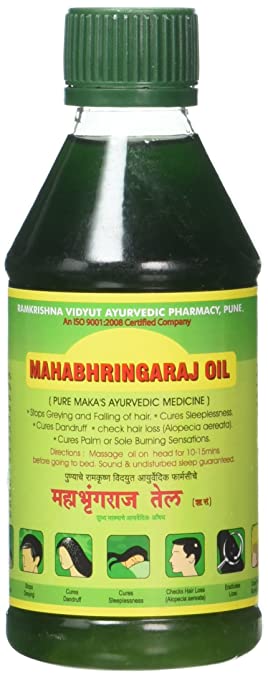 RAMKRISHNA VIDYUT AYURVEDIC PHARMACY, PUNE.
An ISO 9001:2008 Certified Company
MAHABHRINGARAJ OIL
( PURE MAKA'S AYURVEDIC MEDICINE )
• Stops Greying and Falling of hair. • Cures Sleeplessness.
• Cures Dandruff • check hair loss (Alopecia aereata).
• Cures Palm or Sole Burning Sensations.
Directions : Massage oil on head for 10-15mins
before going to bed. Sound & undisturbed sleep guaranteed.
पुण्याचे रामकृष्ण विद्युत आयुर्वेदिक फार्मसीचे
महाभृंगराज तेल
Stops Greying
Cures Dandruff
Cures Sleeplessness
Checks Hair Loss (Alopecia aereata)
Eradicates Lice